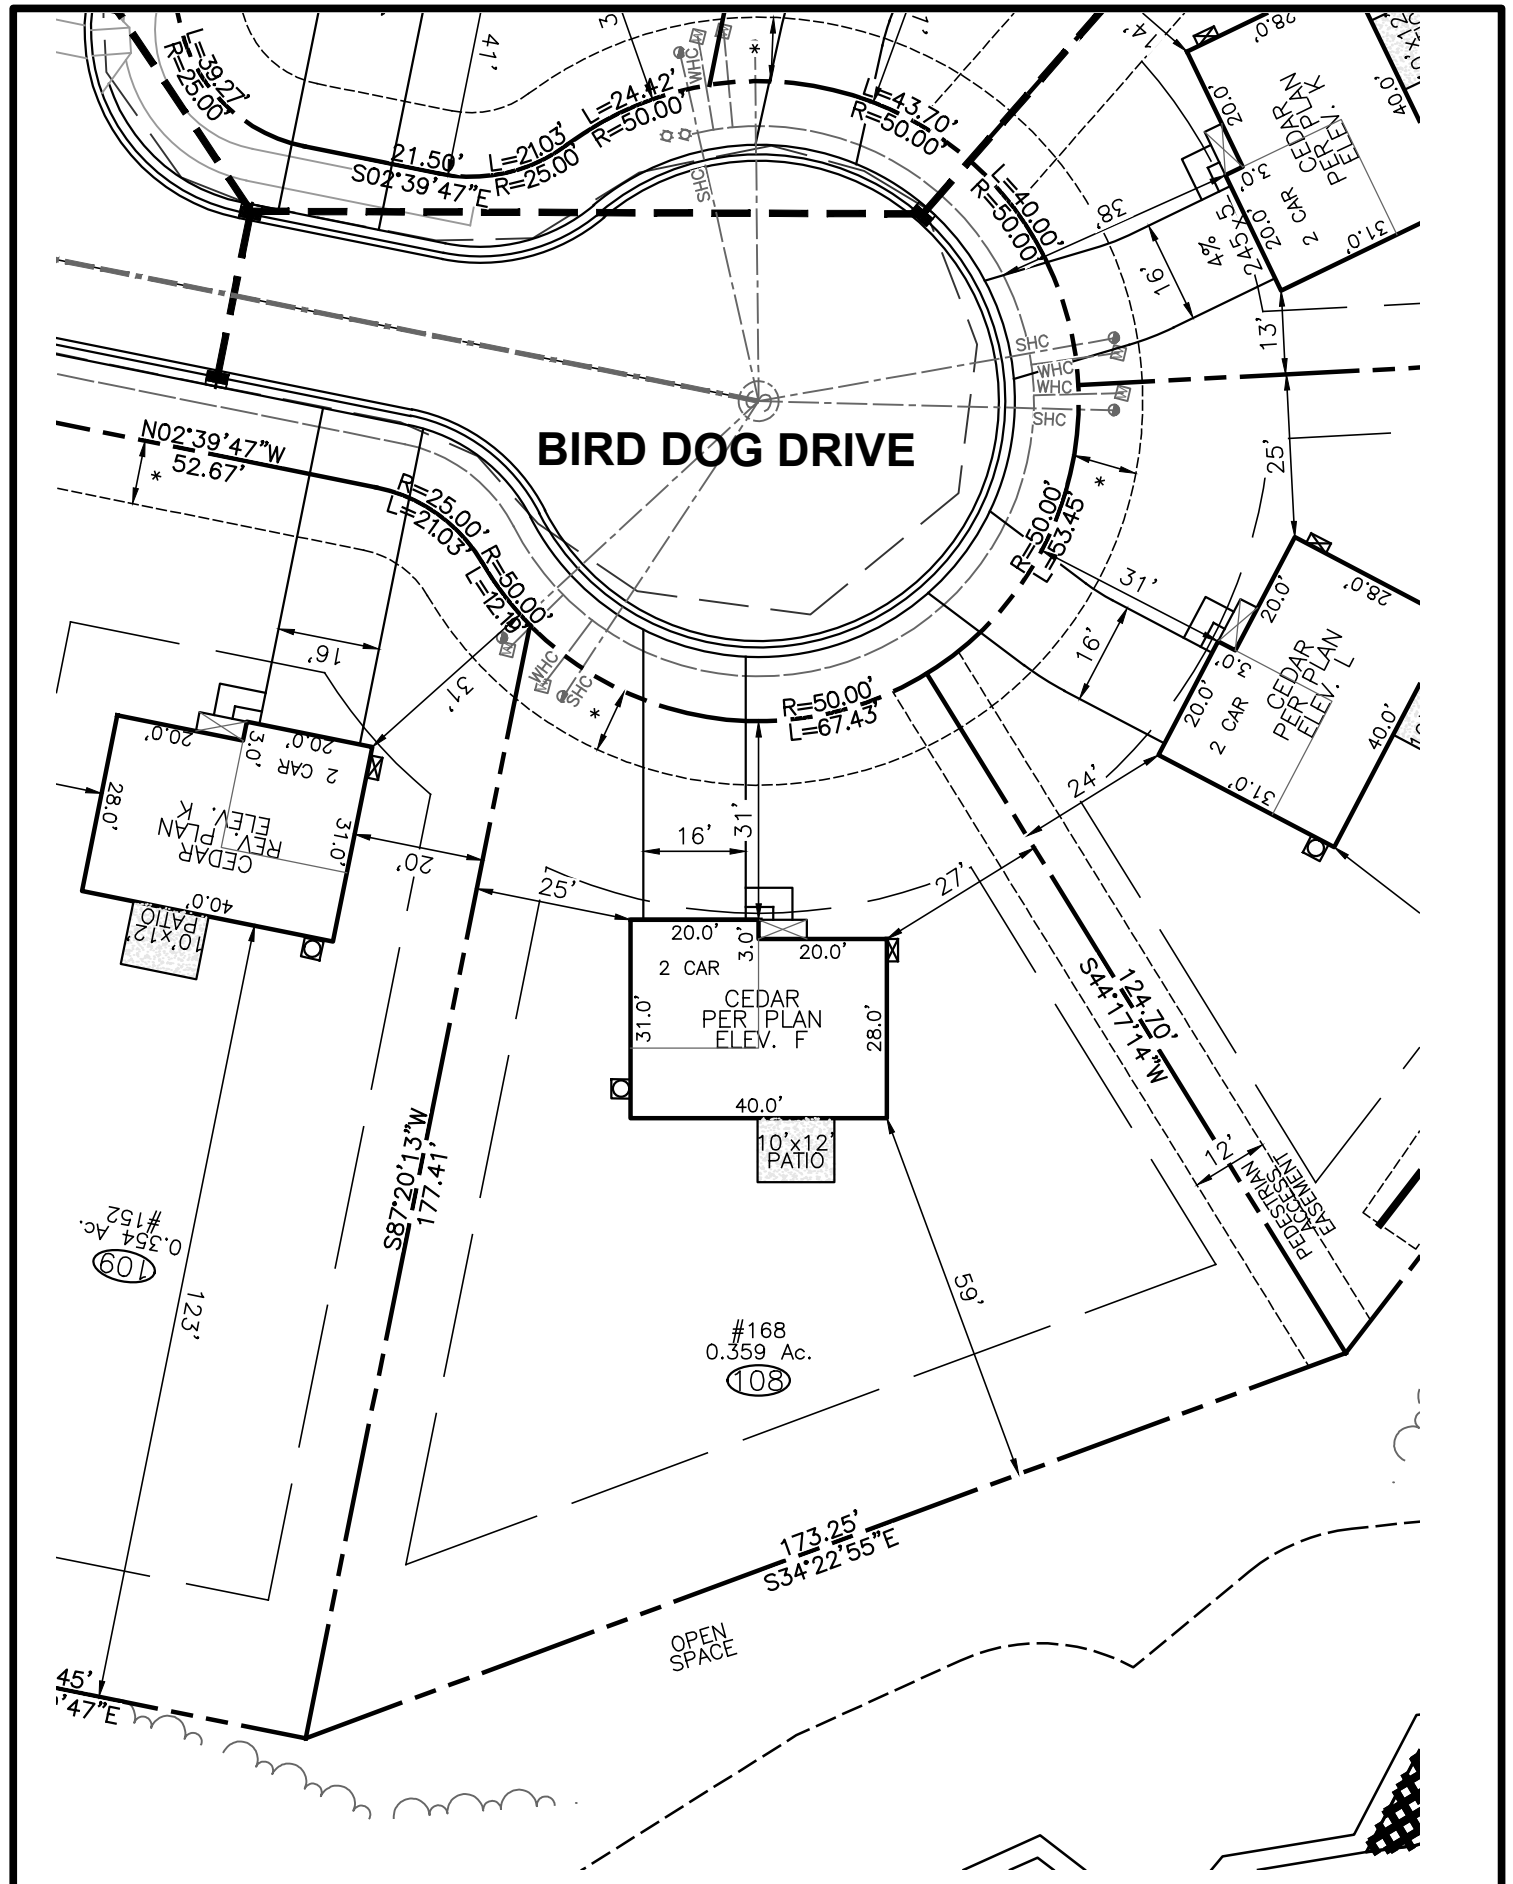 L=39.27'
R=25.00'
41'
21.50'
S02°39'47"E
L=21.03'
R=25.00'
L=24.42'
R=50.00'
WHC
SHC
*
L=43.70'
R=50.00'
L=40.00'
R=50.00'
14'
28.0'
20.0'
3.0'
20.0'
2 CAR
CEDAR
PER PLAN
ELEV. K
40.0'
31.0'
38'
16'
4%
13'
SHC
WHC
WHC
SHC
BIRD DOG DRIVE
N02°39'47"W
52.67'
*
R=25.00'
L=21.03'
R=50.00'
L=12.19'
WHC
SHC
*
R=50.00'
L=67.43'
R=50.00'
L=53.45'
*
25'
31'
16'
28.0'
20.0'
3.0'
20.0'
2 CAR
CEDAR
PER PLAN
ELEV. L
40.0'
31.0'
24'
16'
31'
20.0'
3.0'
20.0'
2 CAR
28.0'
31.0'
CEDAR
REV. PLAN
ELEV. K
40.0'
10'x12'
PATIO
20'
25'
16'
31'
27'
20.0'
3.0'
20.0'
2 CAR
31.0'
CEDAR
PER PLAN
ELEV. F
28.0'
40.0'
10'x12'
PATIO
124.70'
S44°17'14"W
12'
PEDESTRIAN
ACCESS
EASEMENT
S87°20'13"W
177.41'
#152
0.354 Ac.
109
123'
59'
#168
0.359 Ac.
108
173.25'
S34°22'55"E
OPEN
SPACE
45'
'47"E